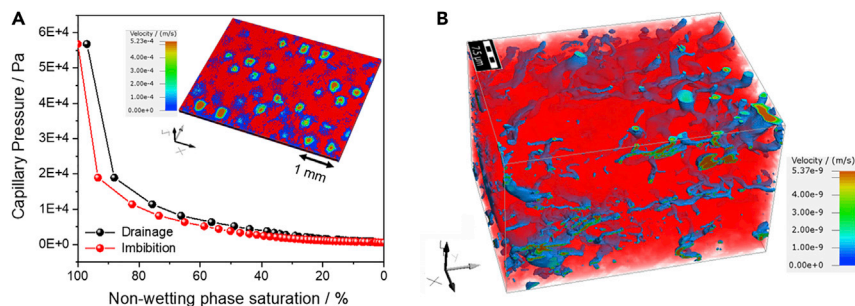 A
Capillary Pressure / Pa
6E+4
5E+4
4E+4
3E+4
2E+4
1E+4
0E+0
100
80
60
40
20
0
Non-wetting phase saturation / %
Drainage
Imbibition
Velocity / (m/s)
5.23e-4
4.00e-4
3.00e-4
2.00e-4
1.00e-4
0.00e+0
X
1 mm
B
7.5 μm
Velocity / (m/s)
5.37e-9
4.00e-9
3.00e-9
2.00e-9
1.00e-9
0.00e+0
X